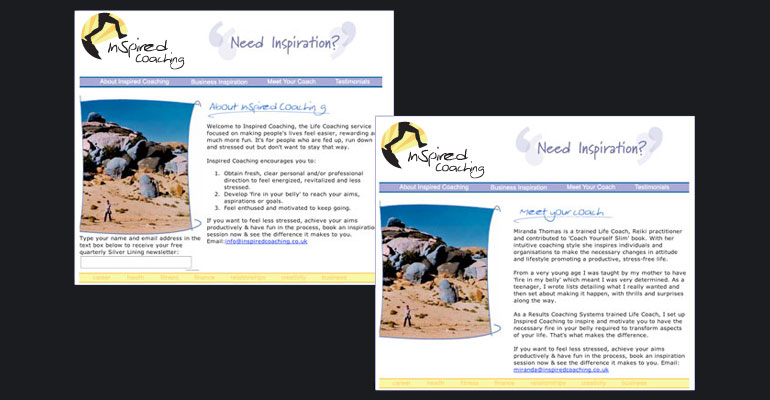 InSpired
Coaching
Need Inspiration?
About Inspired Coaching Business Inspiration Meet Your Coach Testimonials
About InSpired Coaching
Welcome to Inspired Coaching, the Life Coaching service
focused on making people's lives feel easier, rewarding a
much more fun. It's for people who are fed up, run down
and stressed out but don't want to stay that way.
Inspired Coaching encourages you to:
1. Obtain fresh, clear personal and/or professional
direction to feel energized, revitalized and less
stressed.
2. Develop 'fire in your belly' to reach your aims,
aspirations or goals.
3. Feel enthused and motivated to keep going.
If you want to feel less stressed, achieve your aims
productively & have fun in the process, book an inspiratio
session now & see the difference it makes to you.
Email:info@inspiredcoaching.co.uk
Type your name and email address in the
text box below to receive your free
quarterly Silver Lining newsletter:
career health fitness finance relationships creativity business
InSpired
Coaching
Need Inspiration?
About Inspired Coaching Business Inspiration Meet Your Coach Testimonials
Meet your coach
Miranda Thomas is a trained Life Coach, Reiki practitioner
and contributed to 'Coach Yourself Slim' book. With her
intuitive coaching style she inspires individuals and
organisations to make the necessary changes in attitude
and lifestyle promoting a productive, stress-free life.
From a very young age I was taught by my mother to have
'fire in my belly' which meant I was very determined. As a
teenager, I wrote lists detailing what I really wanted and
then set about making it happen, with thrills and surprises
along the way.
As a Results Coaching Systems trained Life Coach, I set up
Inspired Coaching to inspire and motivate you to have the
necessary fire in your belly required to transform aspects
of your life. That's what makes the difference.
If you want to feel less stressed, achieve your aims
productively & have fun in the process, book an inspiration
session now & see the difference it makes to you. Email:
miranda@inspiredcoaching.co.uk
career health fitness finance relationships creativity business